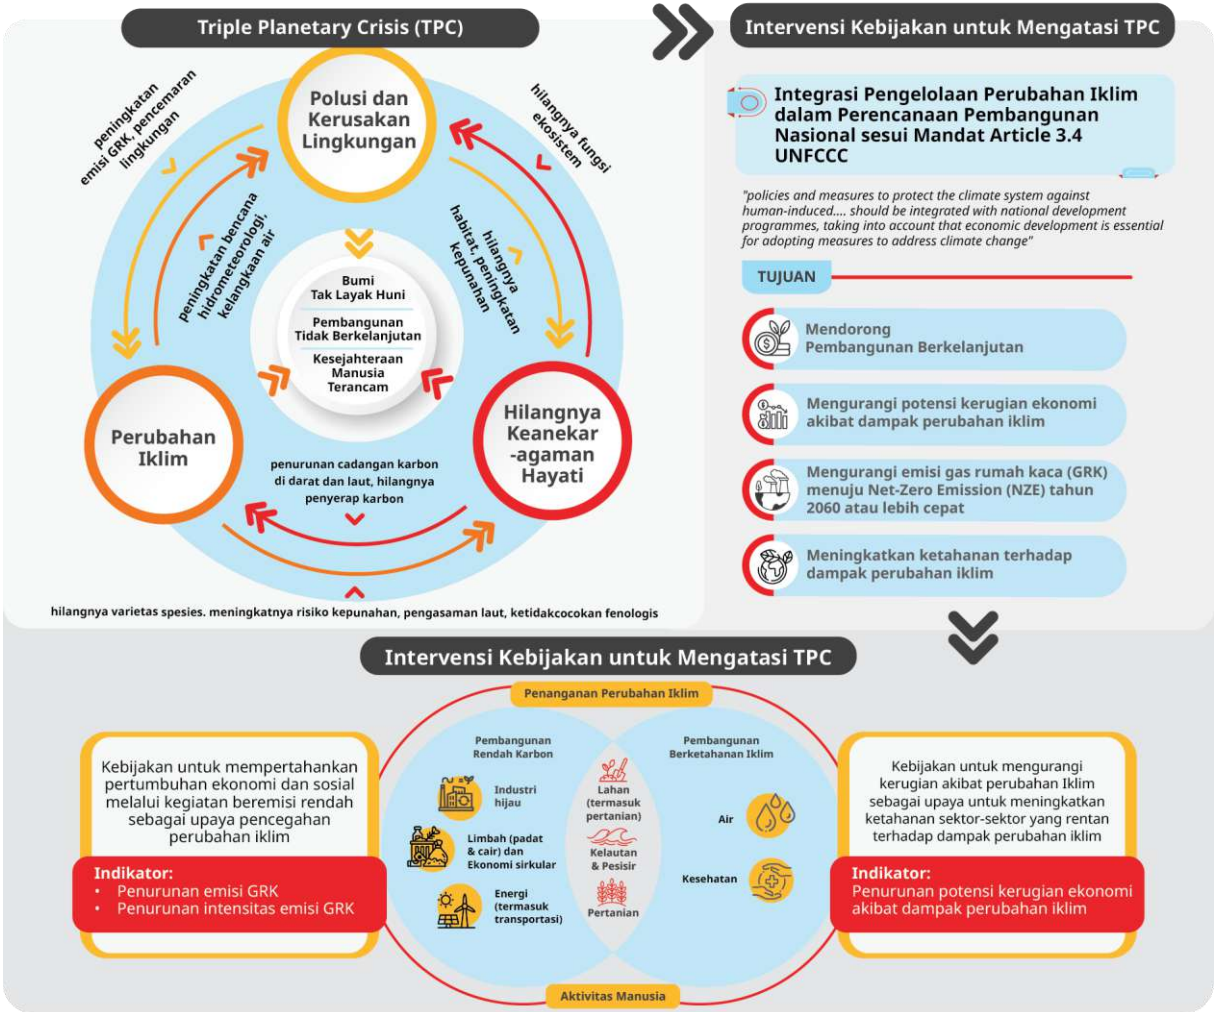 Triple Planetary Crisis (TPC)
peningkatan
emisi GRK, pencemaran
lingkungan
Polusi dan
Kerusakan
Lingkungan
hilangnya fungsi
ekosistem
peningkatan bencana
hidrometeorologi,
kelangkaan air
hilangnya
habitat, peningkatan
kepunahan
Bumi
Tak Layak Huni
Pembangunan
Tidak Berkelanjutan
Kesejahteraan
Manusia
Terancam
Perubahan
Iklim
Hilangnya
Keanekar
-agaman
Hayati
penurunan cadangan karbon
di darat dan laut, hilangnya
penyerap karbon
hilangnya varietas spesies. meningkatnya risiko kepunahan, pengasaman laut, ketidakcocokan fenologis
Intervensi Kebijakan untuk Mengatasi TPC
Integrasi Pengelolaan Perubahan Iklim
dalam Perencanaan Pembangunan
Nasional sesui Mandat Article 3.4
UNFCCC
"policies and measures to protect the climate system against
human-induced.... should be integrated with national development
programmes, taking into account that economic development is essential
for adopting measures to address climate change"
TUJUAN
Mendorong
Pembangunan Berkelanjutan
Mengurangi potensi kerugian ekonomi
akibat dampak perubahan iklim
Mengurangi emisi gas rumah kaca (GRK)
menuju Net-Zero Emission (NZE) tahun
2060 atau lebih cepat
Meningkatkan ketahanan terhadap
dampak perubahan iklim
Intervensi Kebijakan untuk Mengatasi TPC
Penanganan Perubahan Iklim
Kebijakan untuk mempertahankan
pertumbuhan ekonomi dan sosial
melalui kegiatan beremisi rendah
sebagai upaya pencegahan
perubahan iklim
Indikator:
• Penurunan emisi GRK
• Penurunan intensitas emisi GRK
Pembangunan
Rendah Karbon
Industri
hijau
Limbah (padat
& cair) dan
Ekonomi sirkular
Energi
(termasuk
transportasi)
Lahan
(termasuk
pertanian)
Kelautan
& Pesisir
Pertanian
Pembangunan
Berketahanan Iklim
Air
Kesehatan
Kebijakan untuk mengurangi
kerugian akibat perubahan Iklim
sebagai upaya untuk meningkatkan
ketahanan sektor-sektor yang rentan
terhadap dampak perubahan iklim
Indikator:
Penurunan potensi kerugian ekonomi
akibat dampak perubahan iklim
Aktivitas Manusia